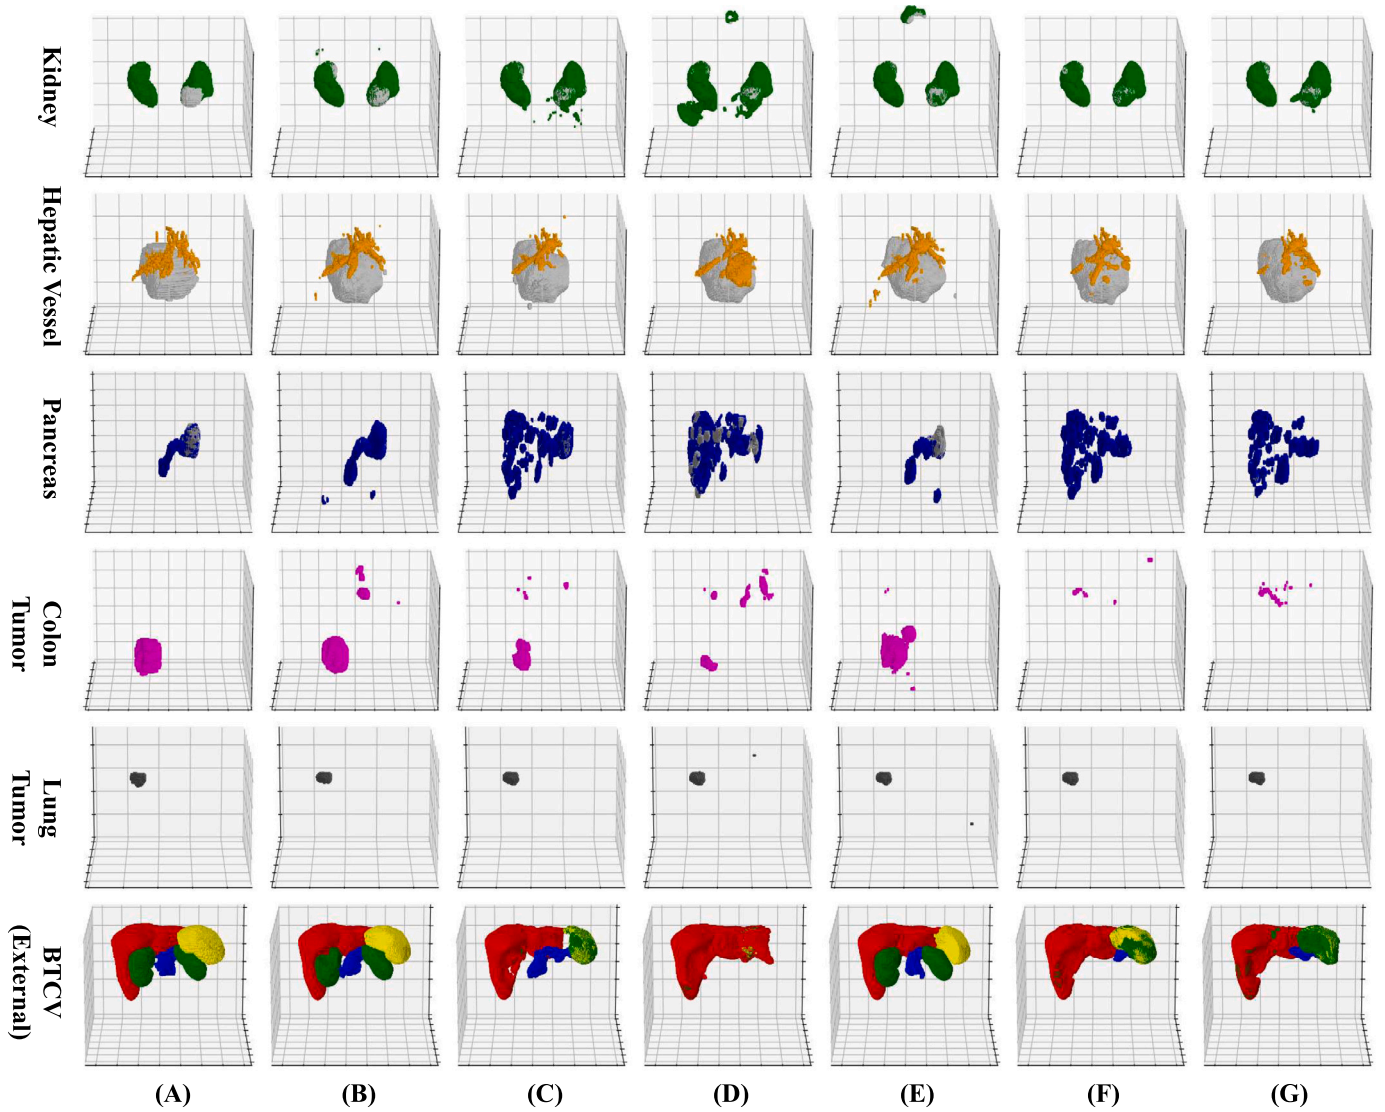 Kidney
Hepatic Vessel
Pancreas
Colon
Tumor
Lung
Tumor
BTCV
(External)
(A) (B) (C) (D) (E) (F) (G)